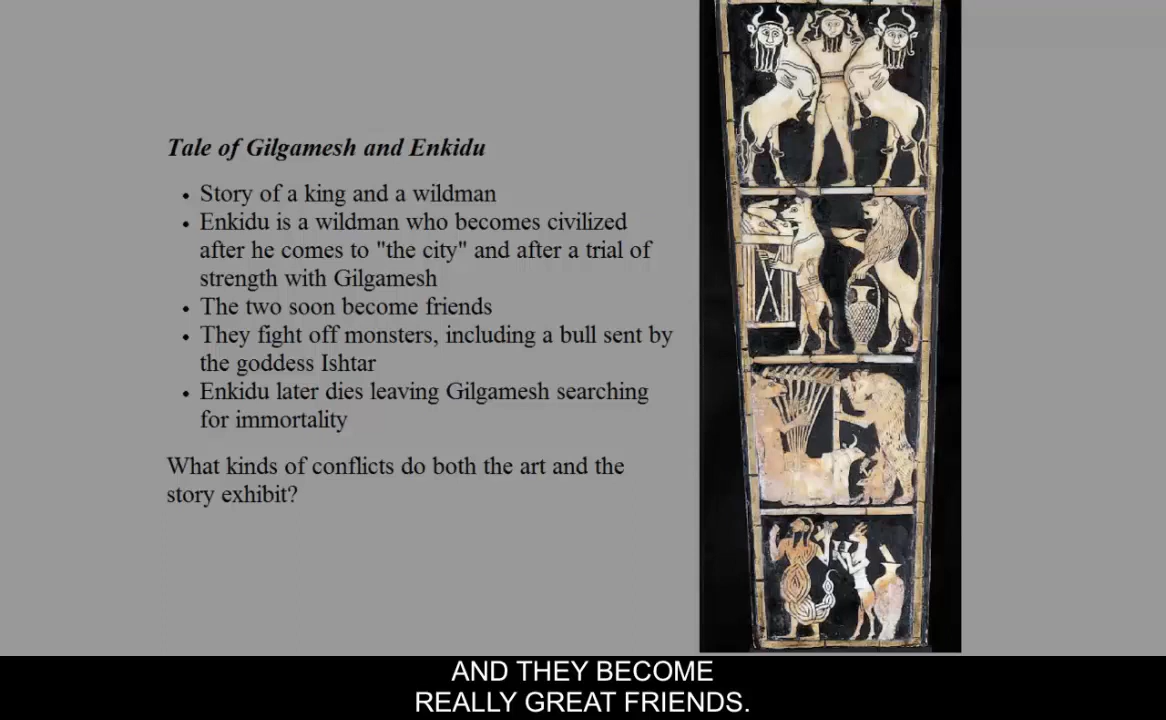 Tale of Gilgamesh and Enkidu
• Story of a king and a wildman
• Enkidu is a wildman who becomes civilized
after he comes to "the city" and after a trial of
strength with Gilgamesh
• The two soon become friends
• They fight off monsters, including a bull sent by
the goddess Ishtar
• Enkidu later dies leaving Gilgamesh searching
for immortality
What kinds of conflicts do both the art and the
story exhibit?
AND THEY BECOME
REALLY GREAT FRIENDS.